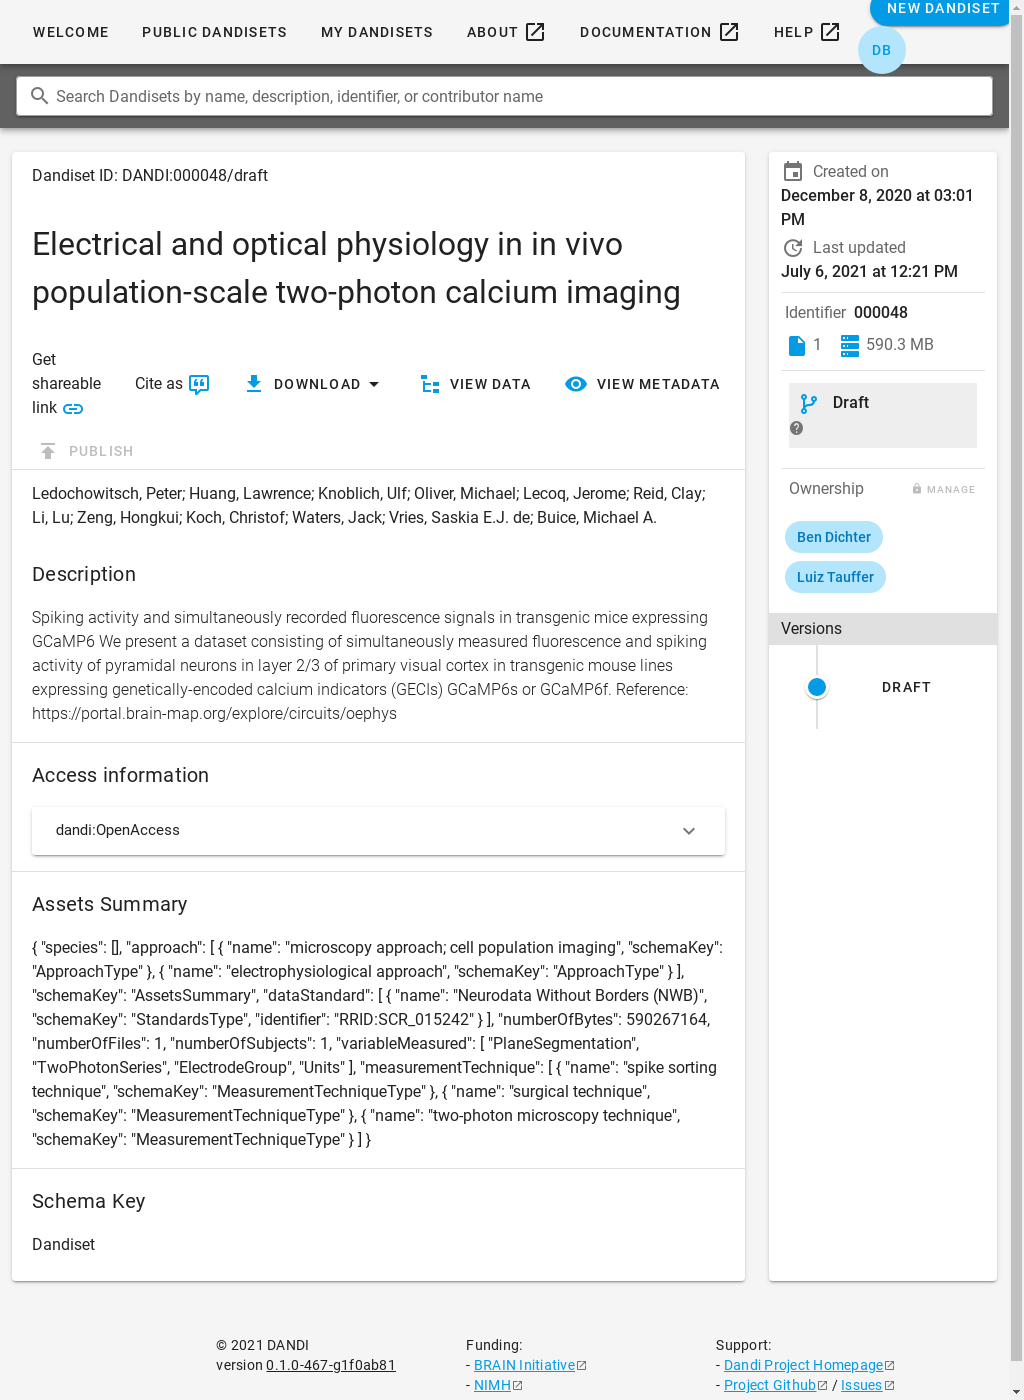 WELCOME PUBLIC DANDISETS MY DANDISETS ABOUT DOCUMENTATION HELP NEW DANDISET
DB
Search Dandisets by name, description, identifier, or contributor name
Dandiset ID: DANDI:000048/draft
Electrical and optical physiology in in vivo
population-scale two-photon calcium imaging
Get
shareable
link
Cite as
DOWNLOAD
VIEW DATA
VIEW METADATA
PUBLISH
Ledochowitsch, Peter; Huang, Lawrence; Knoblich, Ulf; Oliver, Michael; Lecoq, Jerome; Reid, Clay;
Li, Lu; Zeng, Hongkui; Koch, Christof; Waters, Jack; Vries, Saskia E.J. de; Buice, Michael A.
Description
Spiking activity and simultaneously recorded fluorescence signals in transgenic mice expressing
GCaMP6 We present a dataset consisting of simultaneously measured fluorescence and spiking
activity of pyramidal neurons in layer 2/3 of primary visual cortex in transgenic mouse lines
expressing genetically-encoded calcium indicators (GECIs) GCaMP6s or GCaMP6f. Reference:
https://portal.brain-map.org/explore/circuits/oephys
Access information
dandi:OpenAccess
Assets Summary
{ "species": [], "approach": [ { "name": "microscopy approach; cell population imaging", "schemaKey":
"ApproachType" }, { "name": "electrophysiological approach", "schemaKey": "ApproachType" } ],
"schemaKey": "AssetsSummary", "dataStandard": [ { "name": "Neurodata Without Borders (NWB)",
"schemaKey": "StandardsType", "identifier": "RRID:SCR_015242" } ], "numberOfBytes": 590267164,
"numberOfFiles": 1, "numberOfSubjects": 1, "variableMeasured": [ "PlaneSegmentation",
"TwoPhotonSeries", "ElectrodeGroup", "Units" ], "measurementTechnique": [ { "name": "spike sorting
technique", "schemaKey": "MeasurementTechniqueType" }, { "name": "surgical technique",
"schemaKey": "MeasurementTechniqueType" }, { "name": "two-photon microscopy technique",
"schemaKey": "MeasurementTechniqueType" } ] }
Schema Key
Dandiset
Created on
December 8, 2020 at 03:01
PM
Last updated
July 6, 2021 at 12:21 PM
Identifier 000048
1 590.3 MB
Draft
Ownership MANAGE
Ben Dichter
Luiz Tauffer
Versions
DRAFT
© 2021 DANDI
version 0.1.0-467-g1f0ab81
Funding:
- BRAIN Initiative
- NIMH
Support:
- Dandi Project Homepage
- Project Github / Issues